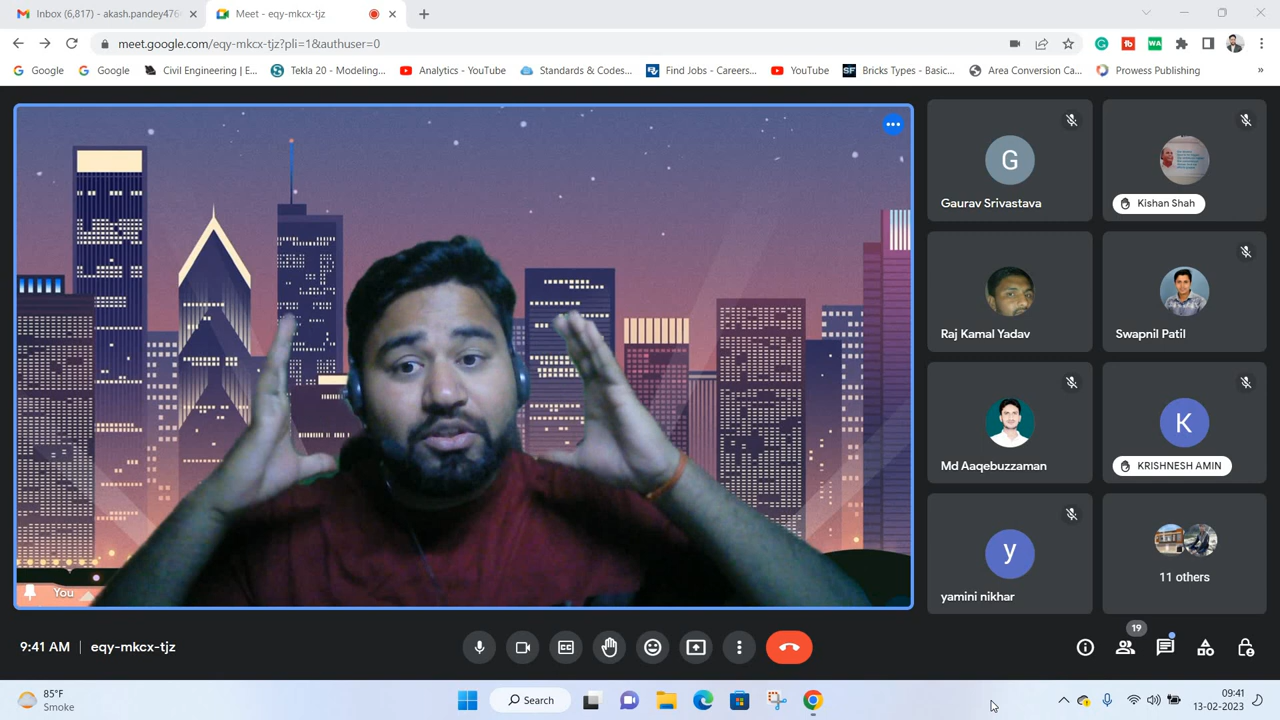 Inbox (6,817) - akash.pandey476
Meet - eqy-mkcx-tjz
meet.google.com/eqy-mkcx-tjz?pli=1&authuser=0
Google
Google
Civil Engineering | E...
Tekla 20 - Modeling...
Analytics - YouTube
Standards & Codes...
Find Jobs - Careers...
YouTube
SF
Bricks Types - Basic...
Area Conversion Ca...
Prowess Publishing
»
G
Gaurav Srivastava
Kishan Shah
Raj Kamal Yadav
Swapnil Patil
Md Aaqebuzzaman
K
KRISHNESH AMIN
y
yamini nikhar
11 others
You
9:41 AM | eqy-mkcx-tjz
19
85°F
Smoke
Search
09:41
13-02-2023